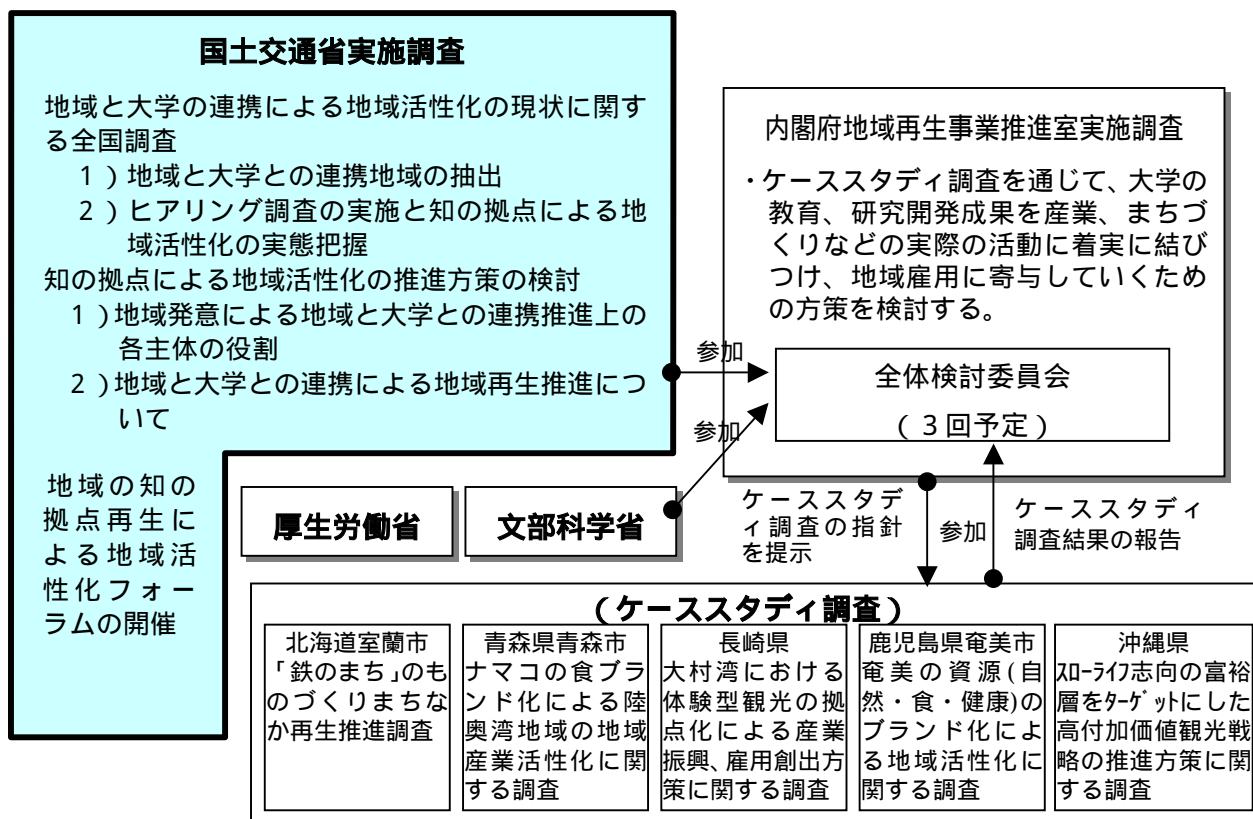 国土交通省実施調査
地域と大学の連携による地域活性化の現状に関す
る全国調査
1）地域と大学との連携地域の抽出
2）ヒアリング調査の実施と知の拠点による地
域活性化の実態把握
知の拠点による地域活性化の推進方策の検討
1）地域発意による地域と大学との連携推進上の
各主体の役割
2）地域と大学との連携による地域再生推進につ
いて
地域の知の
拠点再生に
よる地域活
性化フォー
ラムの開催
内閣府地域再生事業推進室実施調査
・ケーススタディ調査を通じて、大学の
教育、研究開発成果を産業、まちづ
くりなどの実際の活動に着実に結び
つけ、地域雇用に寄与していくため
の方策を検討する。
参加
全体検討委員会
（3回予定）
参加
厚生労働省
文部科学省
ケーススタデ
ィ調査の指針
を提示
参加
ケーススタディ
調査結果の報告
（ケーススタディ調査）
北海道室蘭市
「鉄のまち」のも
のづくりまちな
か再生推進調査
青森県青森市
ナマコの食ブラ
ンド化による陸
奥湾地域の地域
産業活性化に関
する調査
長崎県
大村湾における
体験型観光の拠
点化による産業
振興、雇用創出方
策に関する調査
鹿児島県奄美市
奄美の資源(自
然・食・健康)の
ブランド化によ
る地域活性化に
関する調査
沖縄県
ｽﾛｰﾗｲﾌ志向の富裕
層をﾀｰｹﾞｯﾄにした
高付加価値観光戦
略の推進方策に関
する調査